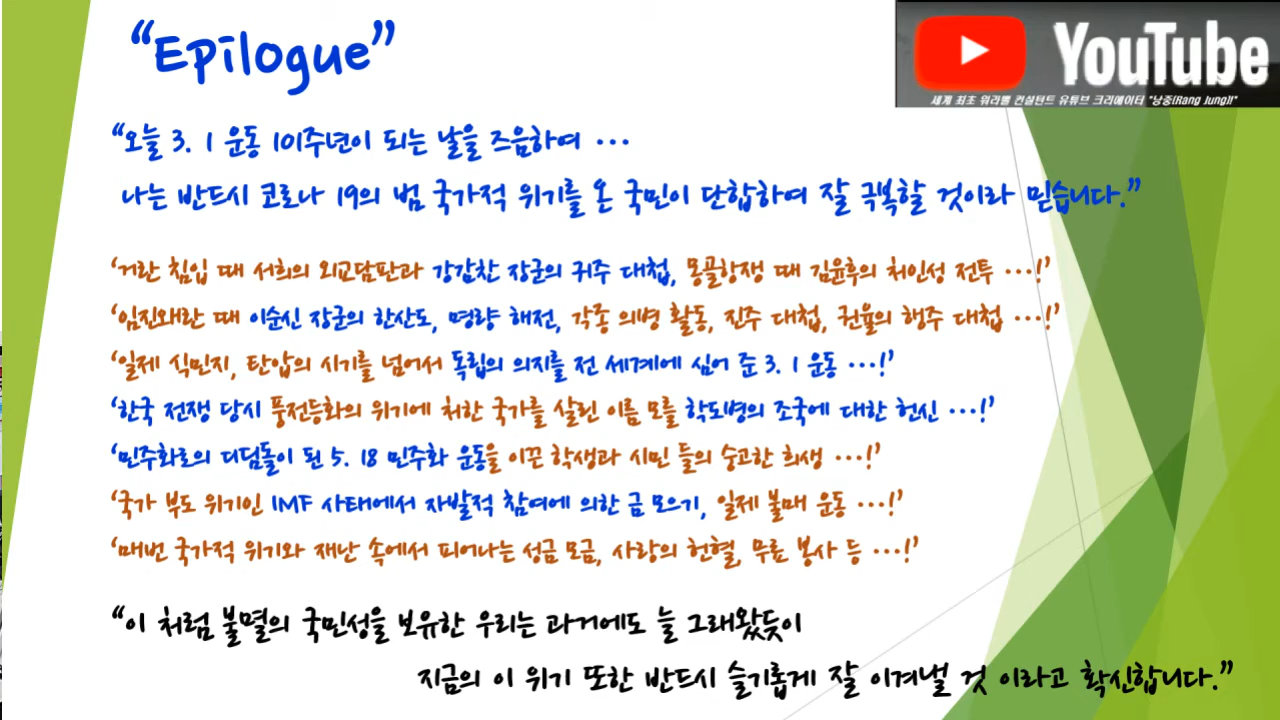 “Epilogue”
YouTube
세계 최초 워라밸 컨설턴트 유튜브 크리에이터 "낭중(Rang Jung)!"
“오늘 3. 1 운동 101주년이 되는 날을 즈음하여 ...
나는 반드시 코로나 19의 범 국가적 위기를 온 국민이 단합하여 잘 극복할 것이라 믿습니다.”
‘거란 침입 때 서희의 외교담판과 강감찬 장군의 귀주 대첩, 몽골항쟁 때 김윤후의 처인성 전투 ...!’
‘임진왜란 때 이순신 장군의 한산도, 명량 해전, 각종 의병 활동, 진주 대첩, 권율의 행주 대첩 ...!’
‘일제 식민지, 탄압의 시기를 넘어서 독립의 의지를 전 세계에 심어 준 3. 1 운동 ...!’
‘한국 전쟁 당시 풍전등화의 위기에 처한 국가를 살린 이름 모를 학도병의 조국에 대한 헌신 ...!’
‘민주화로의 디딤돌이 된 5. 18 민주화 운동을 이끈 학생과 시민 들의 숭고한 희생 ...!’
‘국가 부도 위기인 IMF 사태에서 자발적 참여에 의한 금 모으기, 일제 불매 운동 ...!’
‘매번 국가적 위기와 재난 속에서 피어나는 성금 모금, 사랑의 헌혈, 무료 봉사 등 ...!’
“이 처럼 불멸의 국민성을 보유한 우리는 과거에도 늘 그래왔듯이
지금의 이 위기 또한 반드시 슬기롭게 잘 이겨낼 것 이라고 확신합니다.”